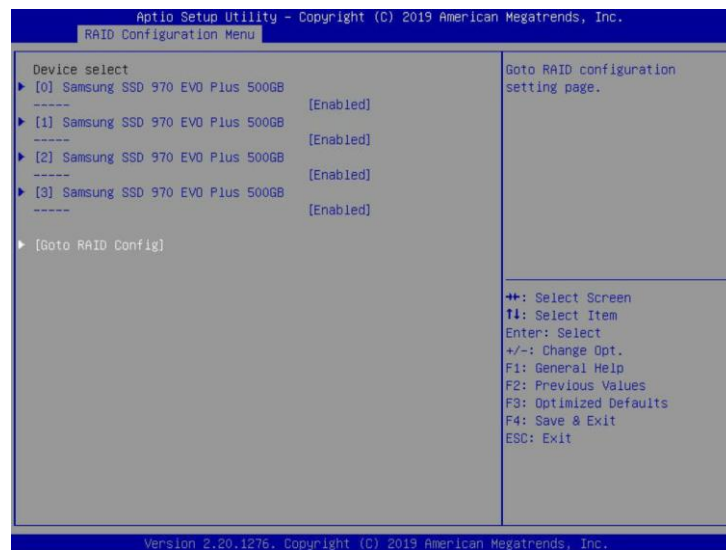 Aptio Setup Utility – Copyright (C) 2019 American Megatrends, Inc.
RAID Configuration Menu
Device select
[0] Samsung SSD 970 EVO Plus 500GB
----- [Enabled]
[1] Samsung SSD 970 EVO Plus 500GB
----- [Enabled]
[2] Samsung SSD 970 EVO Plus 500GB
----- [Enabled]
[3] Samsung SSD 970 EVO Plus 500GB
----- [Enabled]
[Goto RAID Config]
Goto RAID configuration
setting page.
→←: Select Screen
↑↓: Select Item
Enter: Select
+/-: Change Opt.
F1: General Help
F2: Previous Values
F3: Optimized Defaults
F4: Save & Exit
ESC: Exit
Version 2.20.1276. Copyright (C) 2019 American Megatrends, Inc.